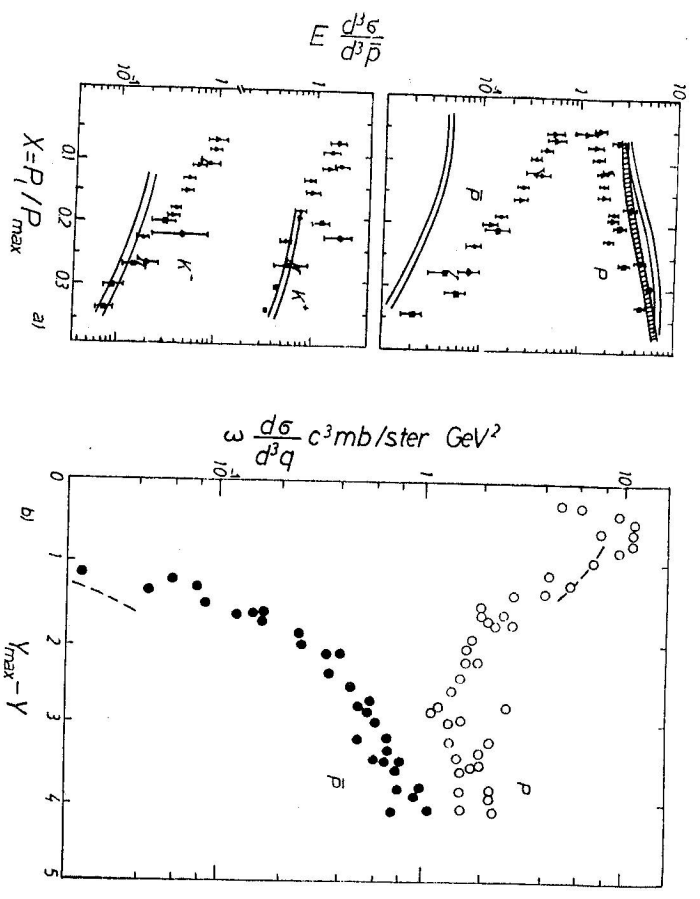 E d³σ / d³p̄
10
1
10⁻¹
P
p̄
1
1
10⁻¹
K⁺
K⁻
0.1 0.2 0.3 a)
X=P_l/P_max
ω dσ / d³q c³mb/ster GeV²
10
1
10⁻¹
P
p̄
0 b) 1 2 3 4 5
Y_max − Y